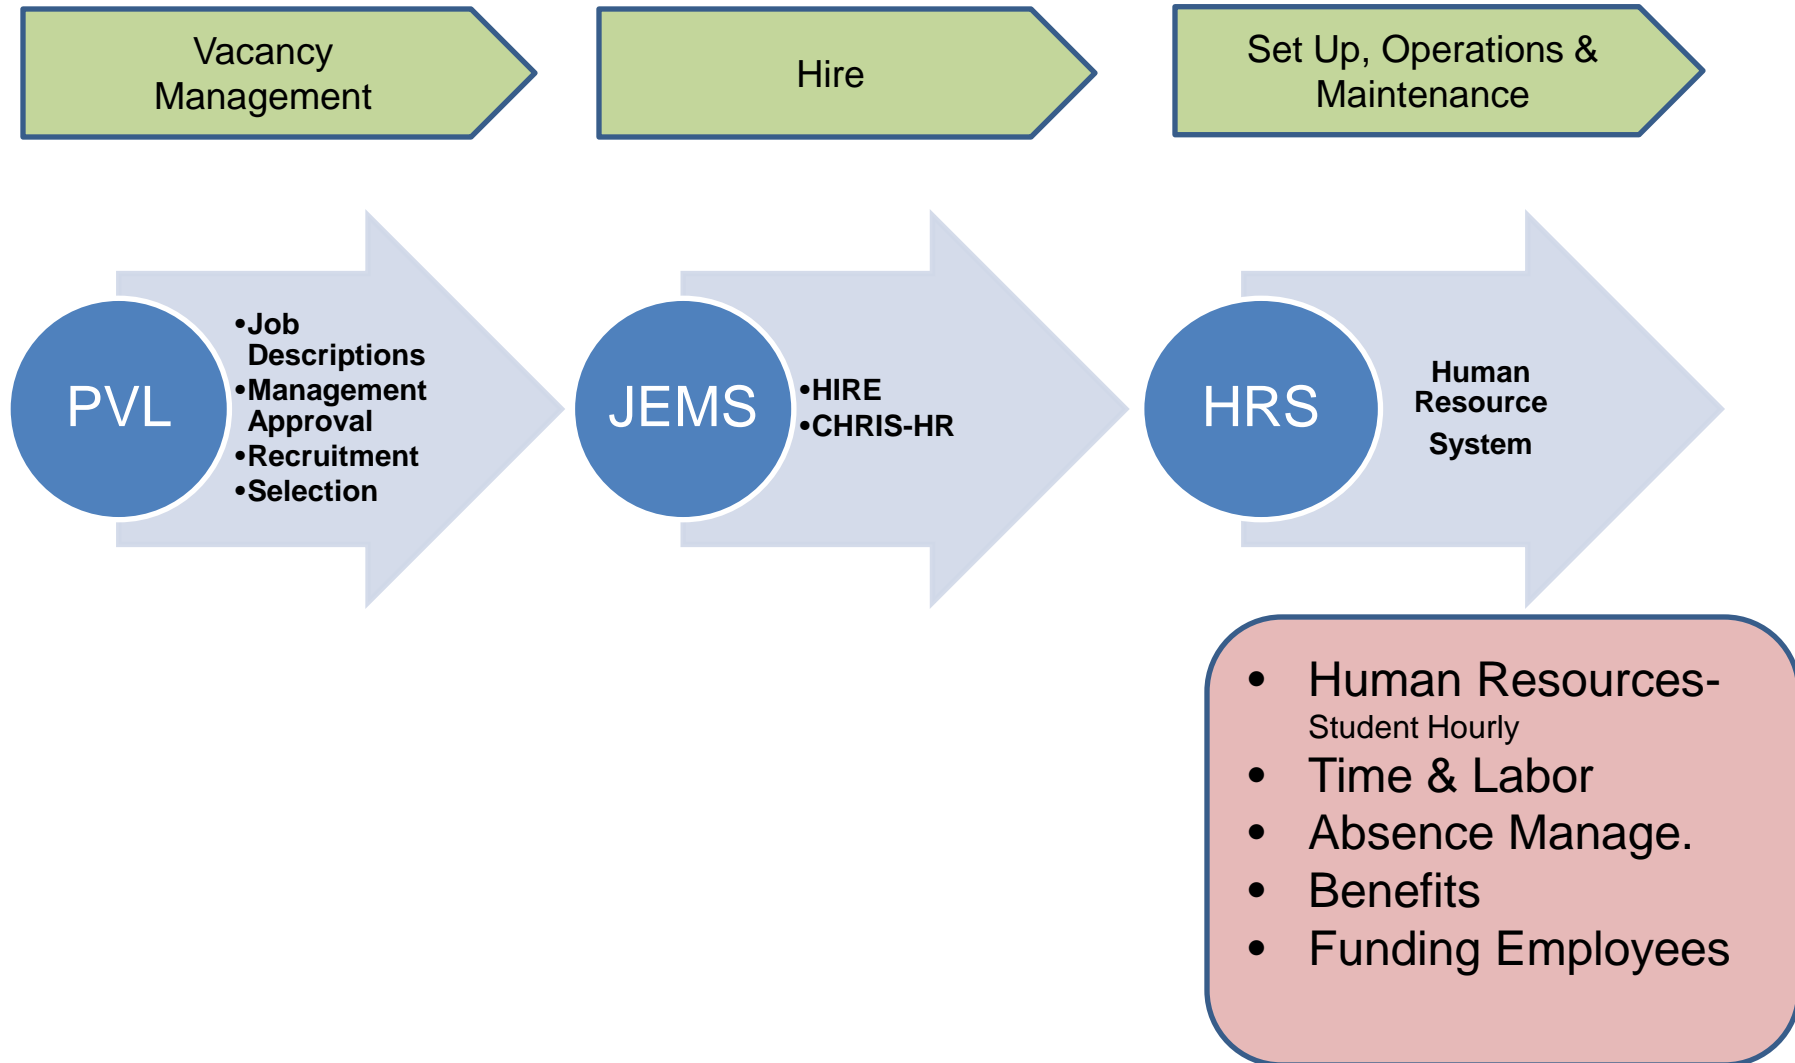 Vacancy
Management
Hire
Set Up, Operations &
Maintenance
PVL
•Job
Descriptions
•Management
Approval
•Recruitment
•Selection
JEMS
•HIRE
•CHRIS-HR
HRS
Human
Resource
System
• Human Resources-
Student Hourly
• Time & Labor
• Absence Manage.
• Benefits
• Funding Employees